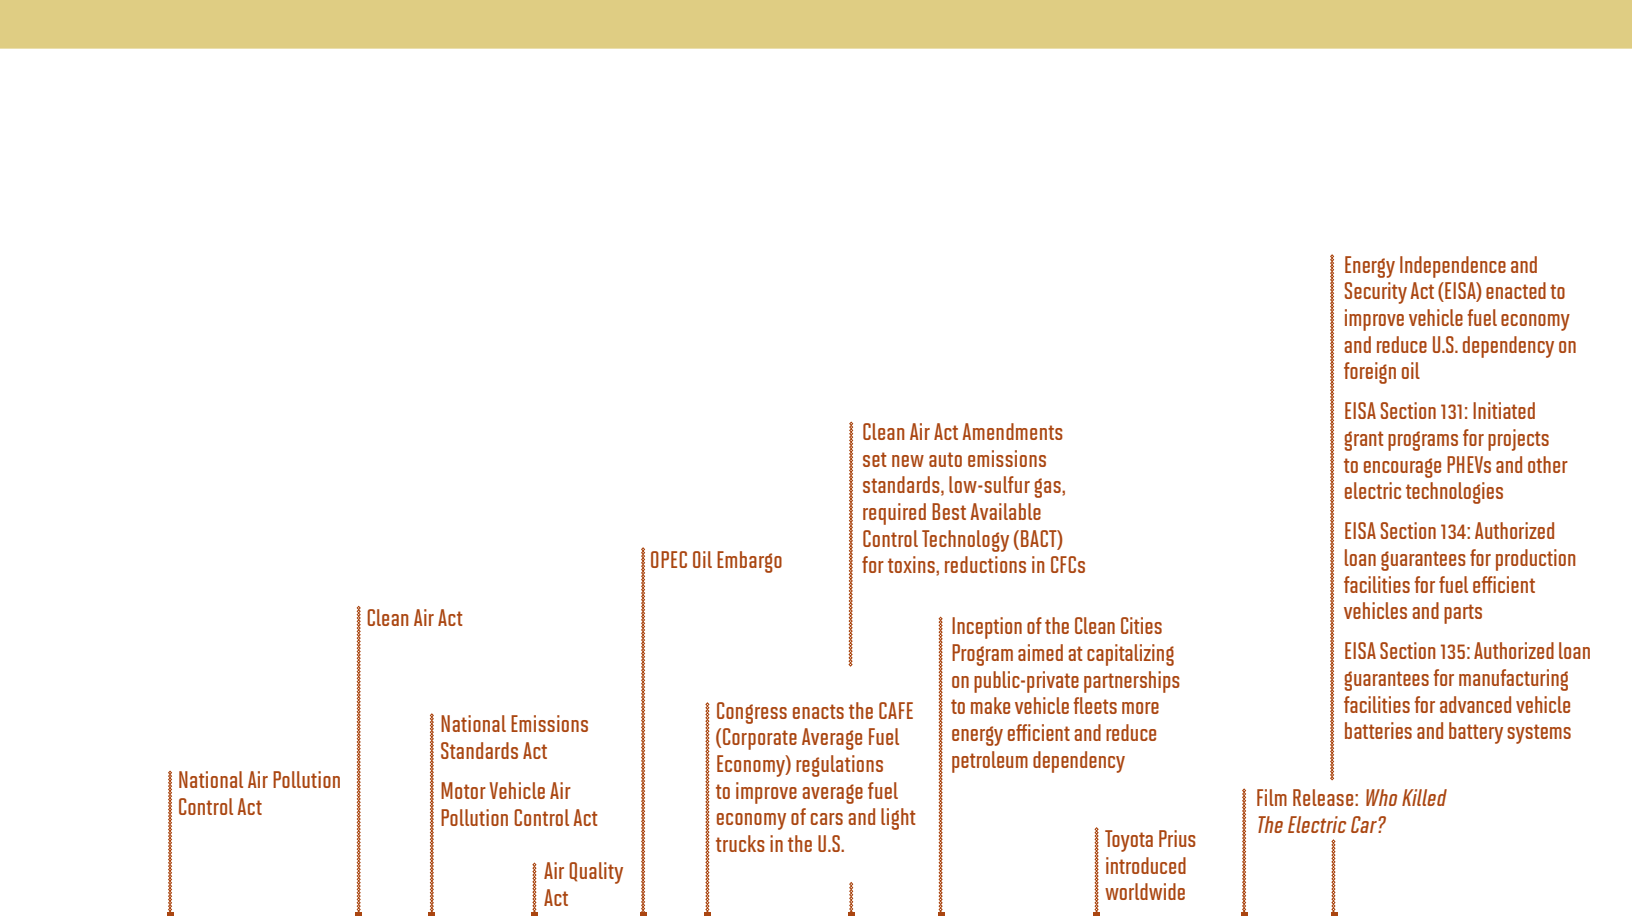 National Air Pollution
Control Act
Clean Air Act
National Emissions
Standards Act
Motor Vehicle Air
Pollution Control Act
Air Quality
Act
OPEC Oil Embargo
Congress enacts the CAFE
(Corporate Average Fuel
Economy) regulations
to improve average fuel
economy of cars and light
trucks in the U.S.
Clean Air Act Amendments
set new auto emissions
standards, low-sulfur gas,
required Best Available
Control Technology (BACT)
for toxins, reductions in CFCs
Inception of the Clean Cities
Program aimed at capitalizing
on public-private partnerships
to make vehicle fleets more
energy efficient and reduce
petroleum dependency
Toyota Prius
introduced
worldwide
Film Release: Who Killed
The Electric Car?
Energy Independence and
Security Act (EISA) enacted to
improve vehicle fuel economy
and reduce U.S. dependency on
foreign oil
EISA Section 131: Initiated
grant programs for projects
to encourage PHEVs and other
electric technologies
EISA Section 134: Authorized
loan guarantees for production
facilities for fuel efficient
vehicles and parts
EISA Section 135: Authorized loan
guarantees for manufacturing
facilities for advanced vehicle
batteries and battery systems